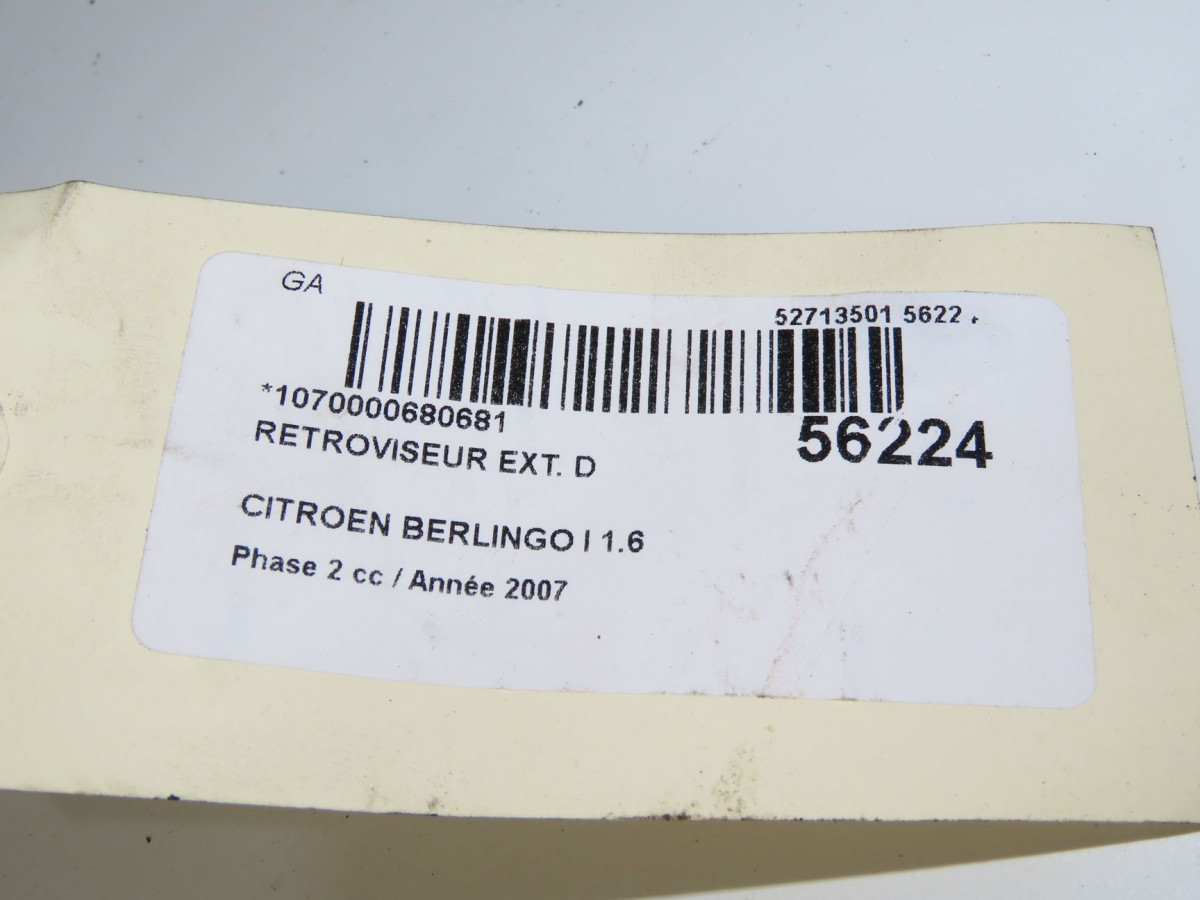 GA
52713501 5622
*1070000680681
56224
RETROVISEUR EXT. D
CITROEN BERLINGO I 1.6
Phase 2 cc / Année 2007